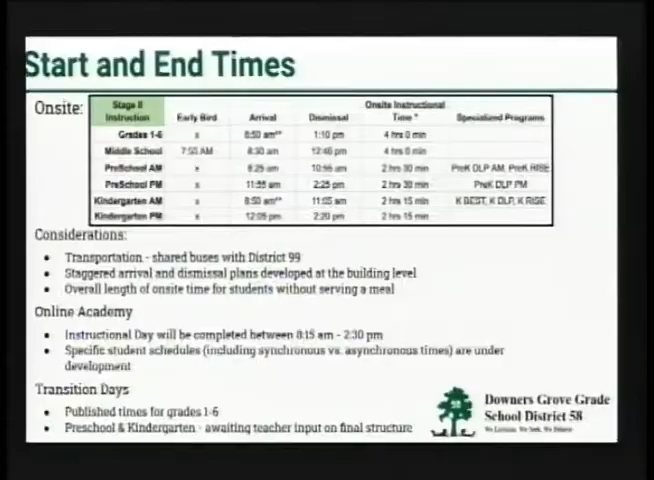 Start and End Times
Onsite:
Stage II Instruction Early Bird Arrival Dismissal Onsite Instructional Time * Specialized Programs
Grades 1-6 x 8:50 am** 1:10 pm 4 hrs 0 min
Middle School 7:50 AM 8:30 am 12:46 pm 4 hrs 0 min
PreSchool AM x 8:25 am 10:55 am 2 hrs 30 min PreK DLP AM, PreK RISE
PreSchool PM x 11:55 am 2:25 pm 2 hrs 30 min PreK DLP PM
Kindergarten AM x 8:50 am** 11:05 am 2 hrs 15 min K BEST, K DLP, K RISE
Kindergarten PM x 12:05 pm 2:20 pm 2 hrs 15 min
Considerations:
• Transportation - shared buses with District 99
• Staggered arrival and dismissal plans developed at the building level
• Overall length of onsite time for students without serving a meal
Online Academy
• Instructional Day will be completed between 8:15 am - 2:30 pm
• Specific student schedules (including synchronous vs. asynchronous times) are under
development
Transition Days
• Published times for grades 1-6
• Preschool & Kindergarten - awaiting teacher input on final structure
Downers Grove Grade
School District 58